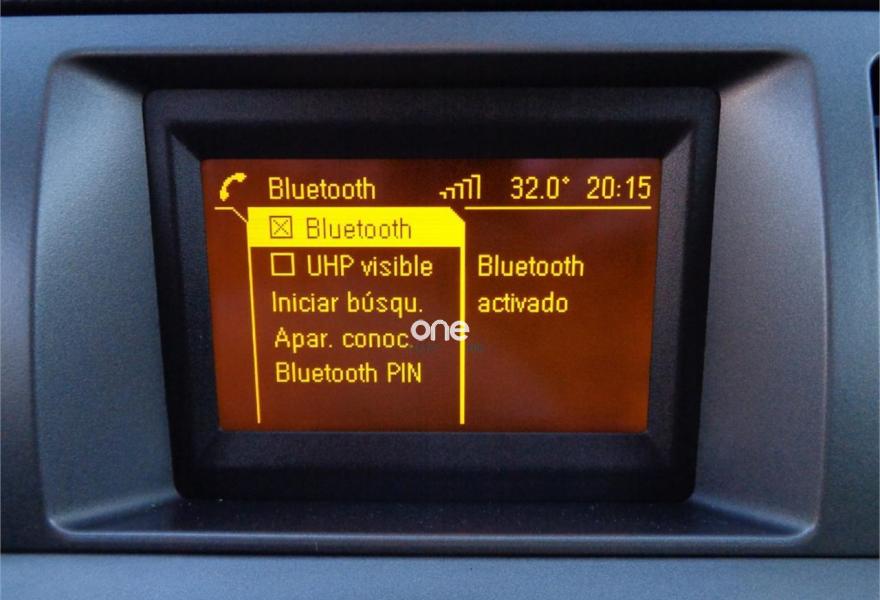 Bluetooth 32.0° 20:15
Bluetooth
UHP visible
Iniciar búsqu.
Apar. conoc.
Bluetooth PIN
Bluetooth
activado
one